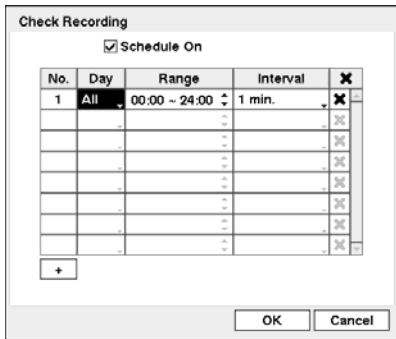 Check Recording
Schedule On
No. Day Range Interval ✖
1 All 00:00 ~ 24:00 1 min. ✖
+
OK Cancel